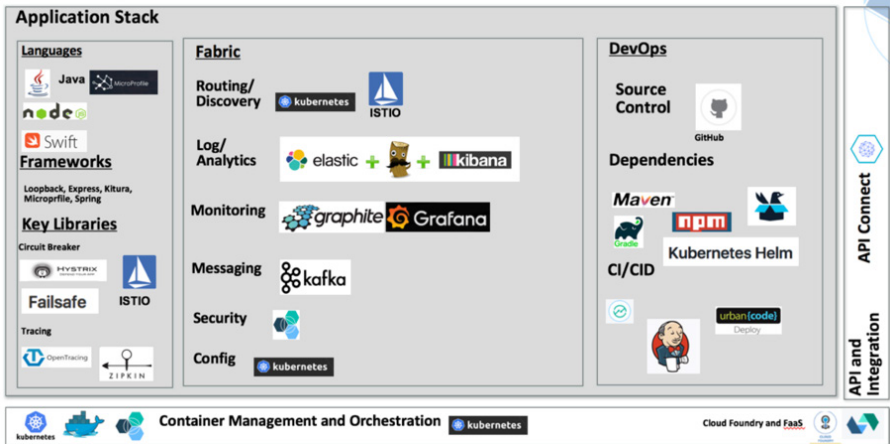 Application Stack
Languages
Java
MicroProfile
node
Swift
Frameworks
Loopback, Express, Kitura,
Microprfile, Spring
Key Libraries
Circuit Breaker
HYSTRIX
Failsafe
ISTIO
Tracing
OpenTracing
ZIPKIN
Fabric
Routing/
Discovery
kubernetes
ISTIO
Log/
Analytics
elastic + + kibana
Monitoring
graphite
Grafana
Messaging
kafka
Security
Config
kubernetes
DevOps
Source
Control
GitHub
Dependencies
Maven
npm
Gradle
Kubernetes Helm
CI/CID
urban{code}
Deploy
API Connect
API and
Integration
kubernetes
Container Management and Orchestration
kubernetes
Cloud Foundry and FaaS